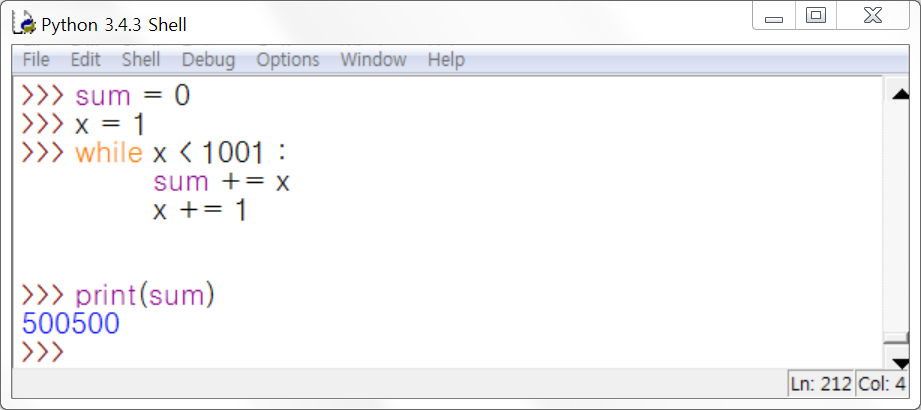 Python 3.4.3 Shell
File Edit Shell Debug Options Window Help
>>> sum = 0
>>> x = 1
>>> while x < 1001 :
sum += x
x += 1
>>> print(sum)
500500
>>>
Ln: 212 Col: 4